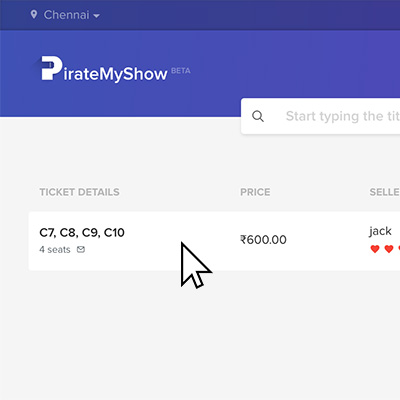 Chennai
PirateMyShow BETA
Start typing the tit
TICKET DETAILS PRICE SELLE
C7, C8, C9, C10 ₹600.00 jack
4 seats